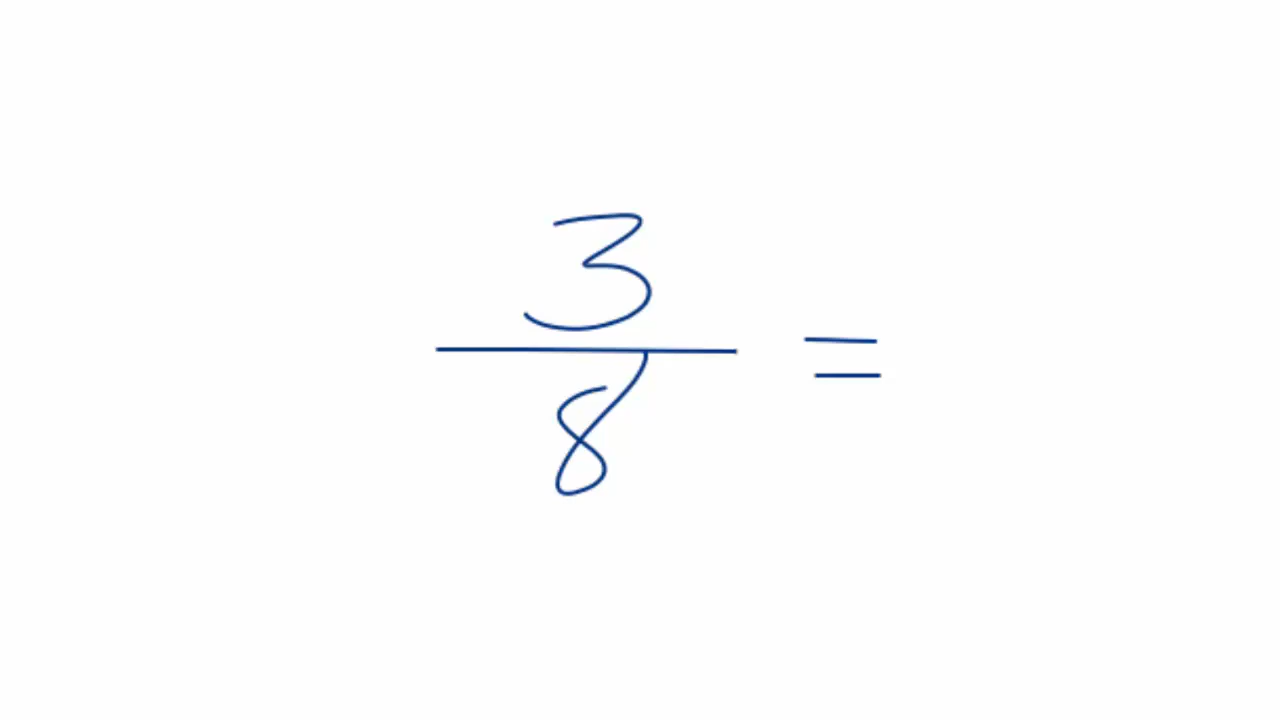 3/8 =